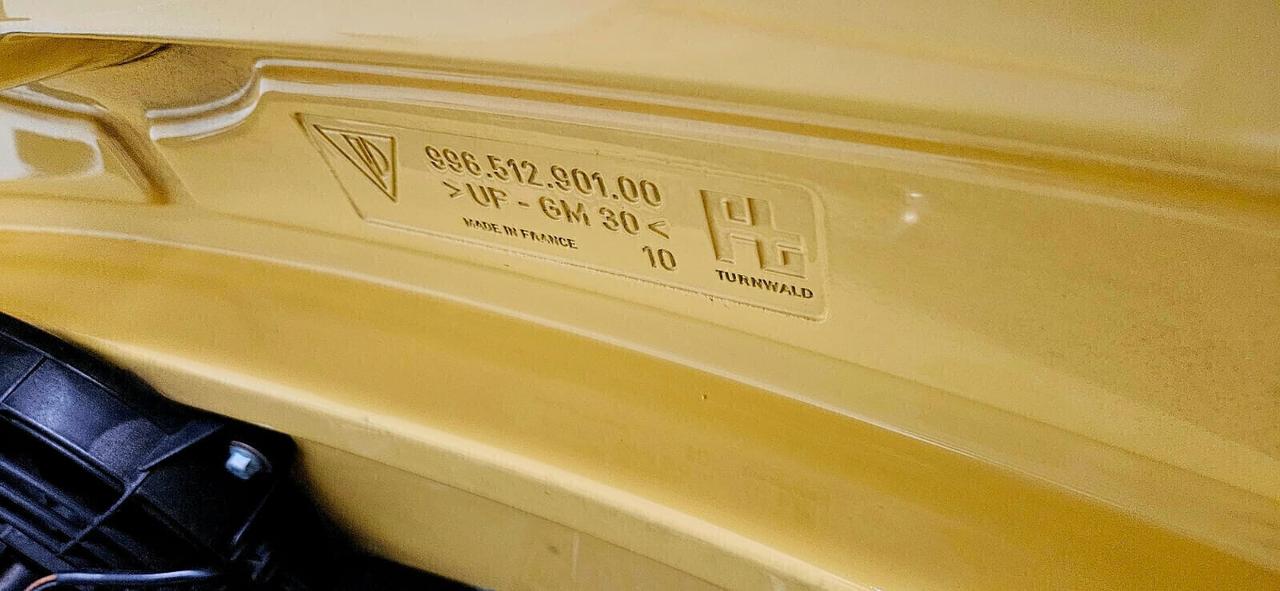 996.512.901.00
>UP - GM 30<
MADE IN FRANCE
10
TURNWALD